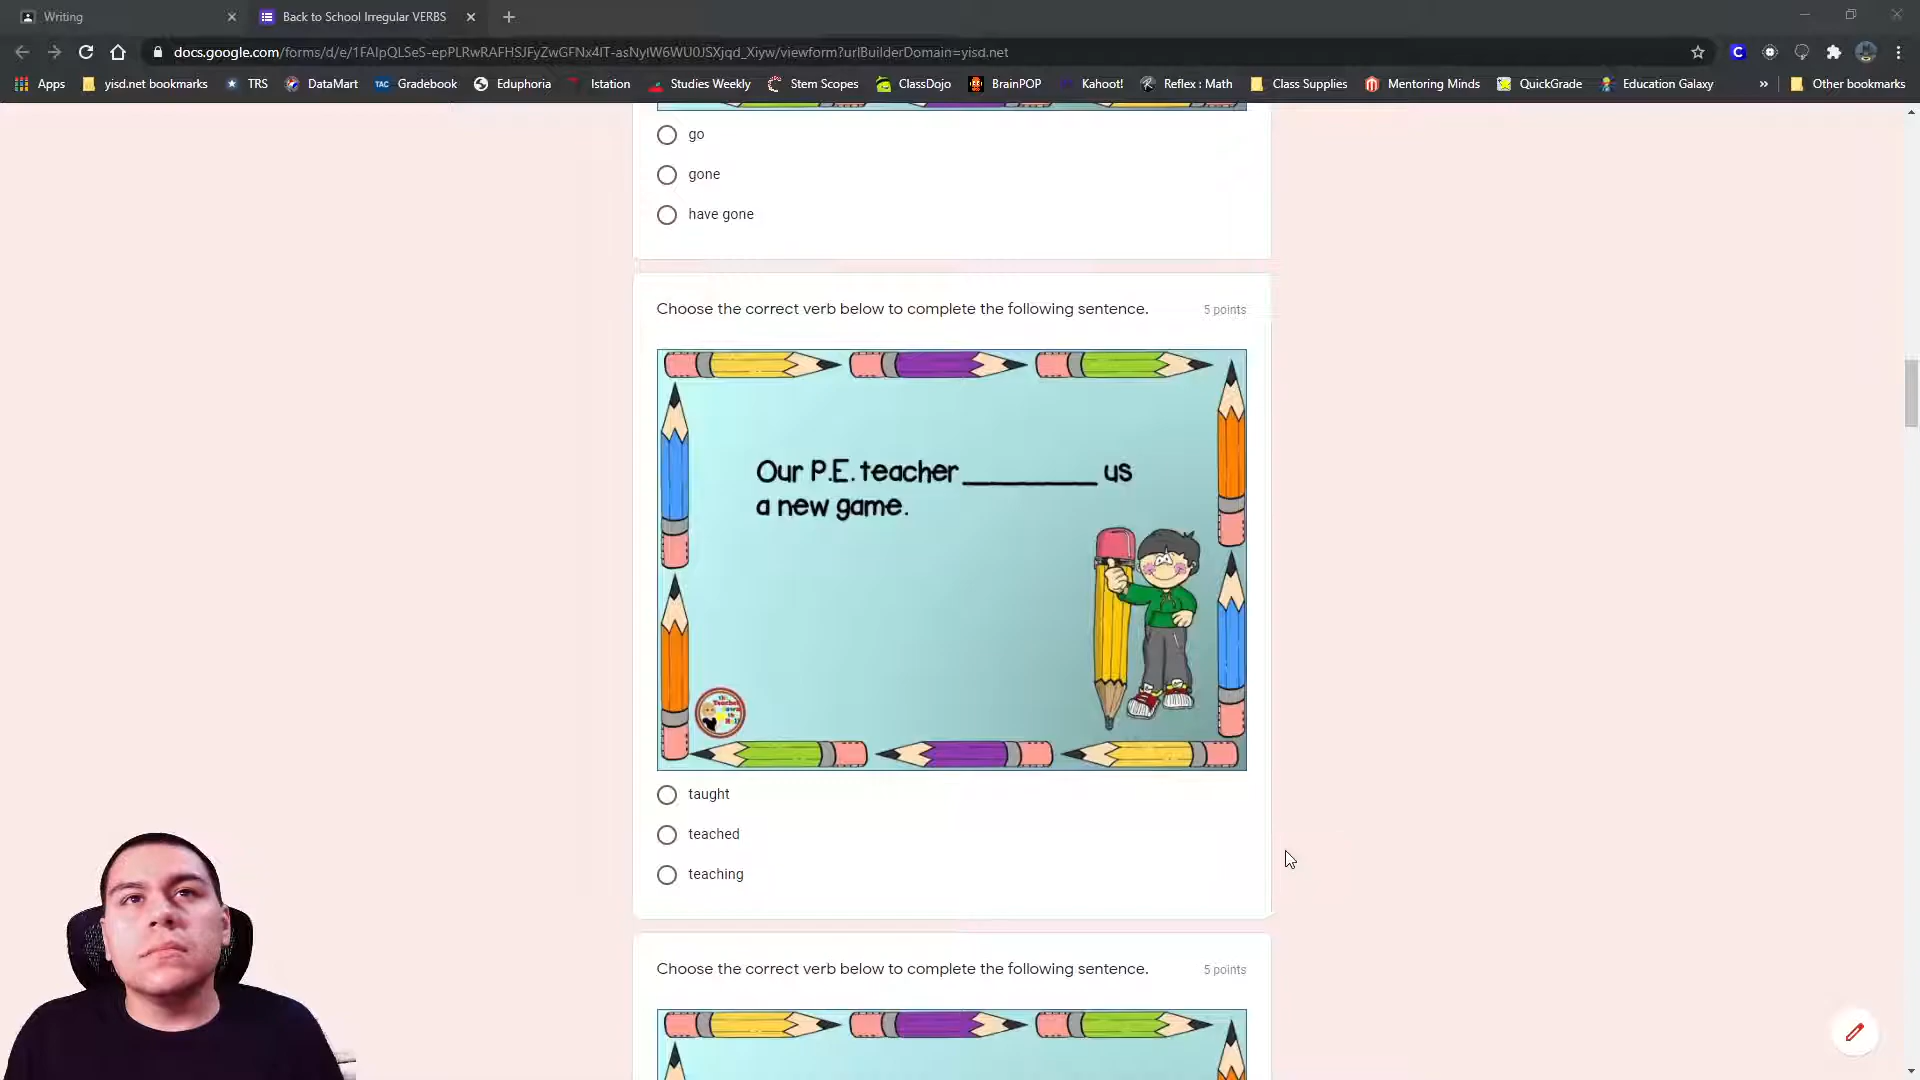 Writing
Back to School Irregular VERBS
docs.google.com/forms/d/e/1FAIpQLSeS-epPLRwRAFHSJFyZwGFNx4IT-asNyIW6WU0JSXjqd_Xiyw/viewform?urlBuilderDomain=yisd.net
Apps yisd.net bookmarks TRS DataMart TAC Gradebook Eduphoria Istation Studies Weekly Stem Scopes ClassDojo BrainPOP Kahoot! Reflex : Math Class Supplies Mentoring Minds QuickGrade Education Galaxy » Other bookmarks
go
gone
have gone
Choose the correct verb below to complete the following sentence. 5 points
Our P.E. teacher __________ us
a new game.
taught
teached
teaching
Choose the correct verb below to complete the following sentence. 5 points